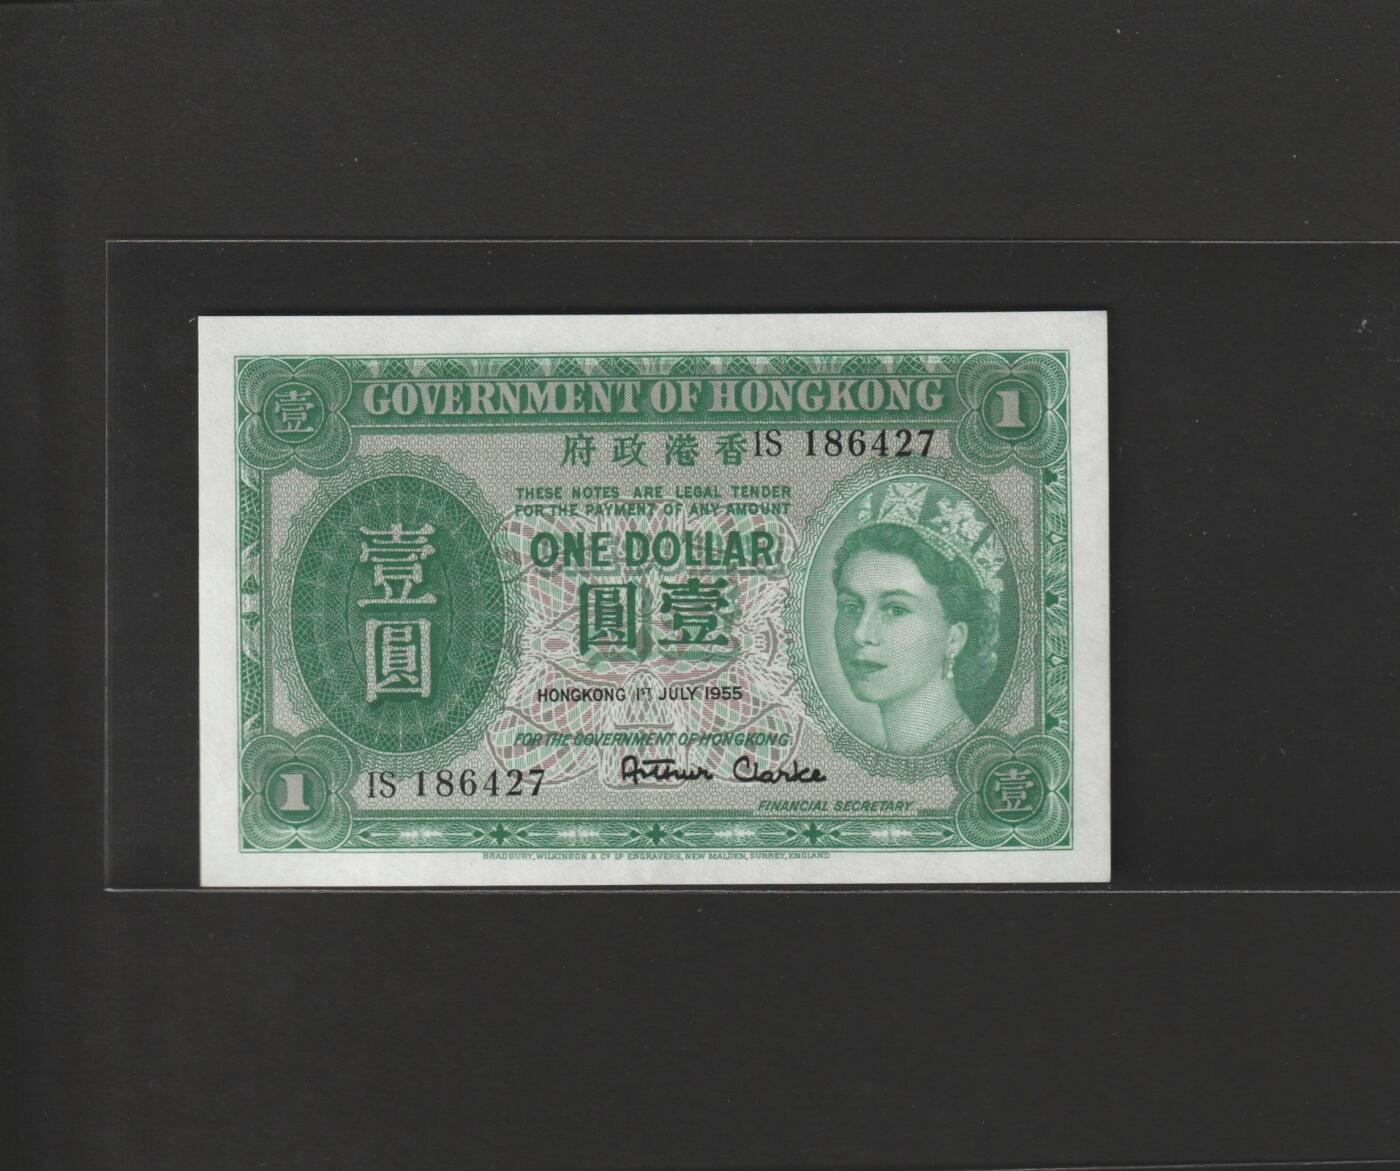 GOVERNMENT OF HONGKONG
壹
1
府政港香
1S 186427
THESE NOTES ARE LEGAL TENDER
FOR THE PAYMENT OF ANY AMOUNT
ONE DOLLAR
圓壹
壹圓
HONGKONG 1ST JULY 1955
FOR THE GOVERNMENT OF HONGKONG
Arthur Clarke
1S 186427
FINANCIAL SECRETARY.
1
壹
BRADBURY, WILKINSON & Co Ld ENGRAVERS, NEW MALDEN, SURREY, ENGLAND